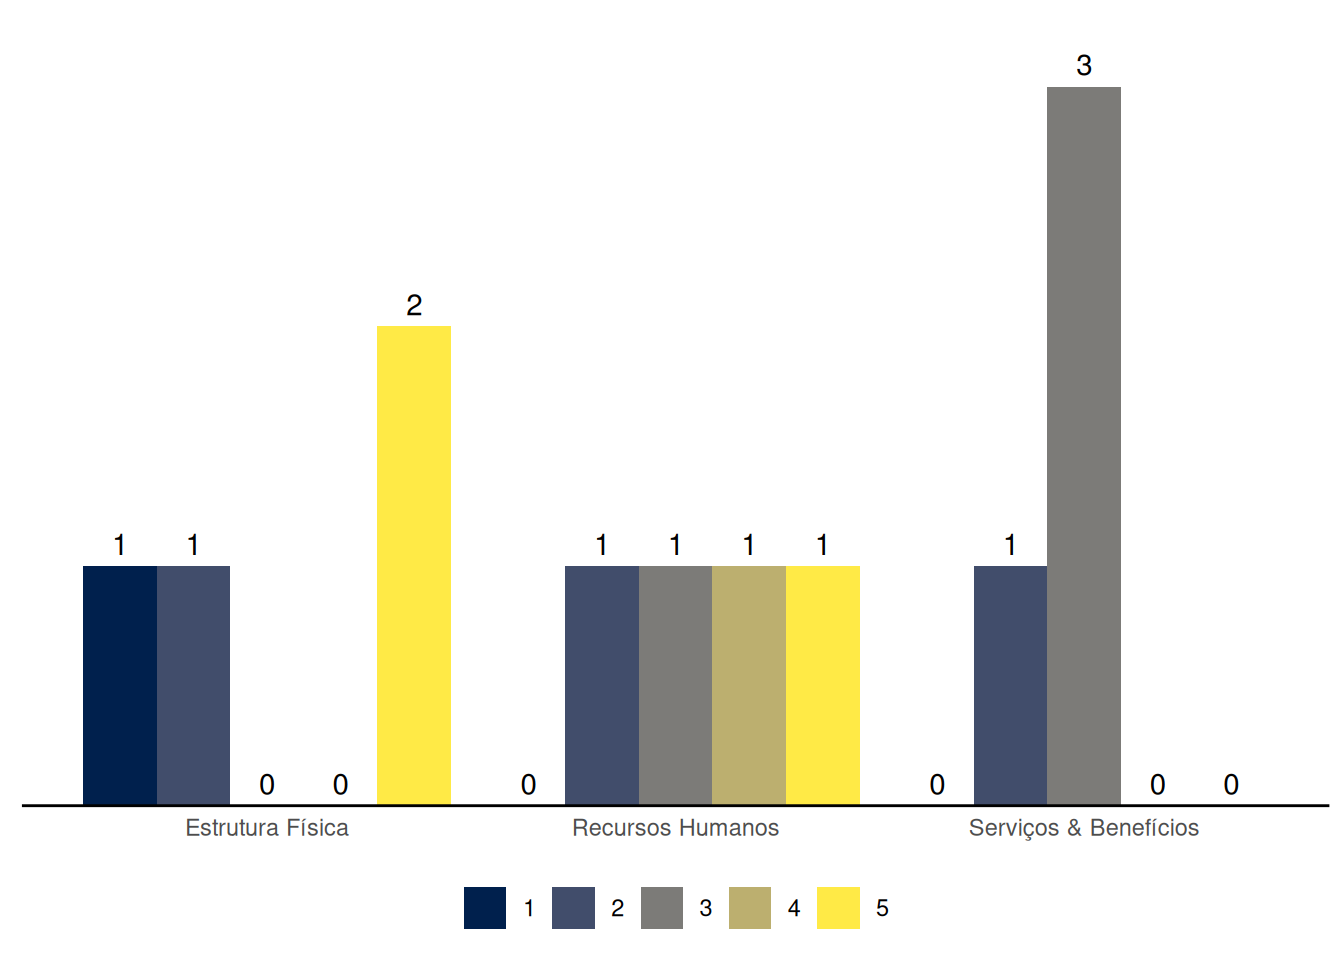 3
2
1 1 1 1 1 1 1
0 0 0 0 0 0
Estrutura Física Recursos Humanos Serviços & Benefícios
1 2 3 4 5